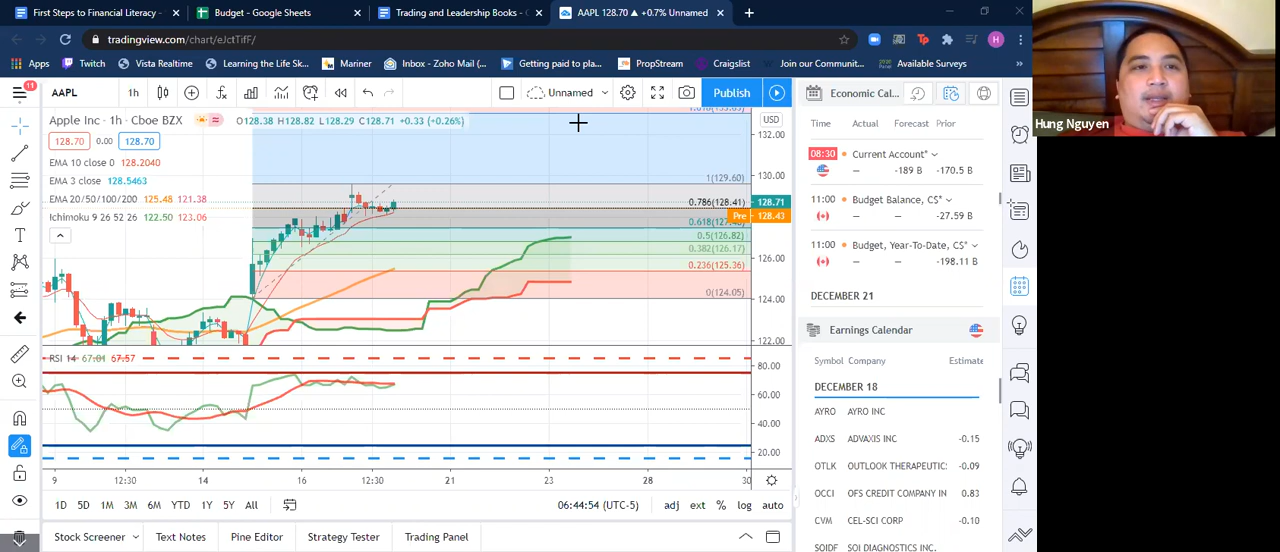 First Steps to Financial Literacy -
Budget - Google Sheets
Trading and Leadership Books -
AAPL 128.70 ▲ +0.7% Unnamed
tradingview.com/chart/eJctTifF/
H
Apps
Twitch
Vista Realtime
Learning the Life Sk...
Mariner
Inbox - Zoho Mail (...
Getting paid to pla...
PropStream
Craigslist
Join our Communit...
Available Surveys
»
11
AAPL
1h
Unnamed
Publish
Apple Inc · 1h · Cboe BZX
O128.38 H128.82 L128.29 C128.71 +0.33 (+0.26%)
128.70 0.00 128.70
EMA 10 close 0 128.2040
EMA 3 close 128.5463
EMA 20/50/100/200 125.48 121.38
Ichimoku 9 26 52 26 122.50 123.06
USD
132.00
130.00
128.71
Pre 128.43
126.00
124.00
122.00
1(129.60)
0.786(128.41)
0.5(126.82)
0.382(126.17)
0.236(125.36)
0(124.05)
RSI 14 67.01 67.57
80.00
60.00
40.00
20.00
9 12:30 14 16 12:30 21 23 28 30
1D 5D 1M 3M 6M YTD 1Y 5Y All
06:44:54 (UTC-5)
adj ext % log auto
Stock Screener
Text Notes
Pine Editor
Strategy Tester
Trading Panel
Economic Cal...
Time Actual Forecast Prior
08:30 Current Account*
— -189 B -170.5 B
11:00 Budget Balance, CS*
— — -27.59 B
11:00 Budget, Year-To-Date, CS*
— — -198.11 B
DECEMBER 21
Earnings Calendar
Symbol Company Estimate
DECEMBER 18
AYRO AYRO INC
ADXS ADVAXIS INC -0.15
OTLK OUTLOOK THERAPEUTIC: -0.09
OCCI OFS CREDIT COMPANY IN 0.83
CVM CEL-SCI CORP -0.10
SOIDF SOI DIAGNOSTICS INC.
Hung Nguyen